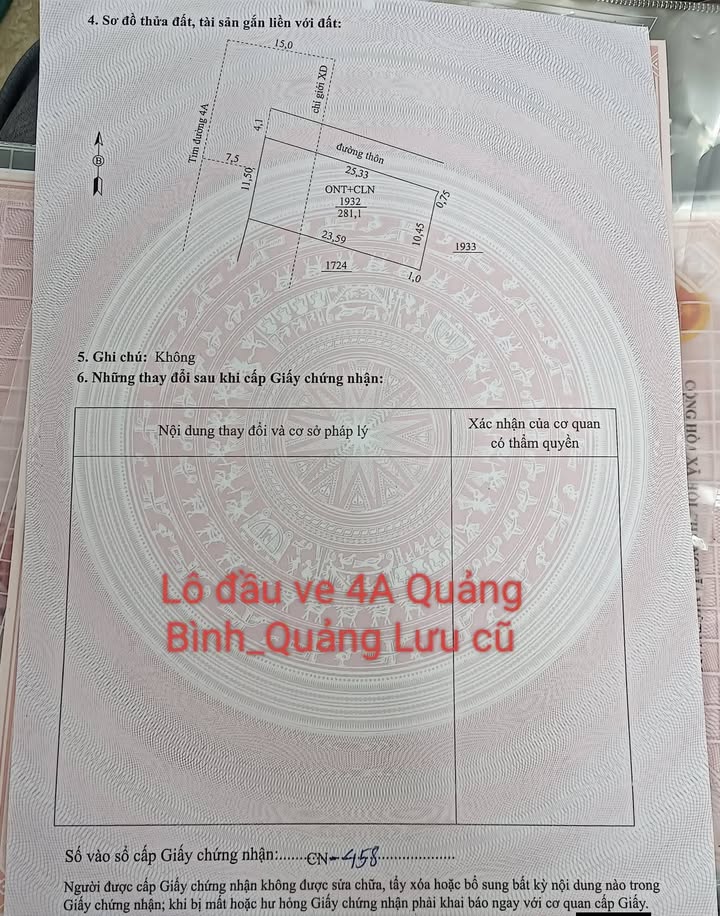 4. Sơ đồ thửa đất, tài sản gắn liền với đất:
15,0
chỉ giới XD
Tim đường 4A
4,1
B
7,5
đường thôn
11,50
25,33
0,75
ONT+CLN
1932
281,1
10,45
23,59
1933
1724
1,0
5. Ghi chú: Không
6. Những thay đổi sau khi cấp Giấy chứng nhận:
Nội dung thay đổi và cơ sở pháp lý
Xác nhận của cơ quan
có thẩm quyền
Lô đầu ve 4A Quảng
Bình_Quảng Lưu cũ
Số vào sổ cấp Giấy chứng nhận:......CN-458....................
Người được cấp Giấy chứng nhận không được sửa chữa, tẩy xóa hoặc bổ sung bất kỳ nội dung nào trong
Giấy chứng nhận; khi bị mất hoặc hư hỏng Giấy chứng nhận phải khai báo ngay với cơ quan cấp Giấy.
CỘNG HÒA XÃ HỘI